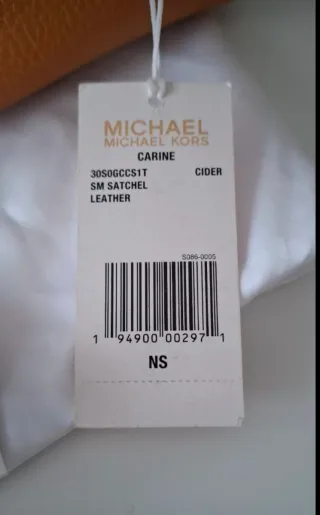 MICHAEL
MICHAEL KORS
CARINE
30S0GCCS1T CIDER
SM SATCHEL
LEATHER
S086-0005
1 94900 00297 1
NS